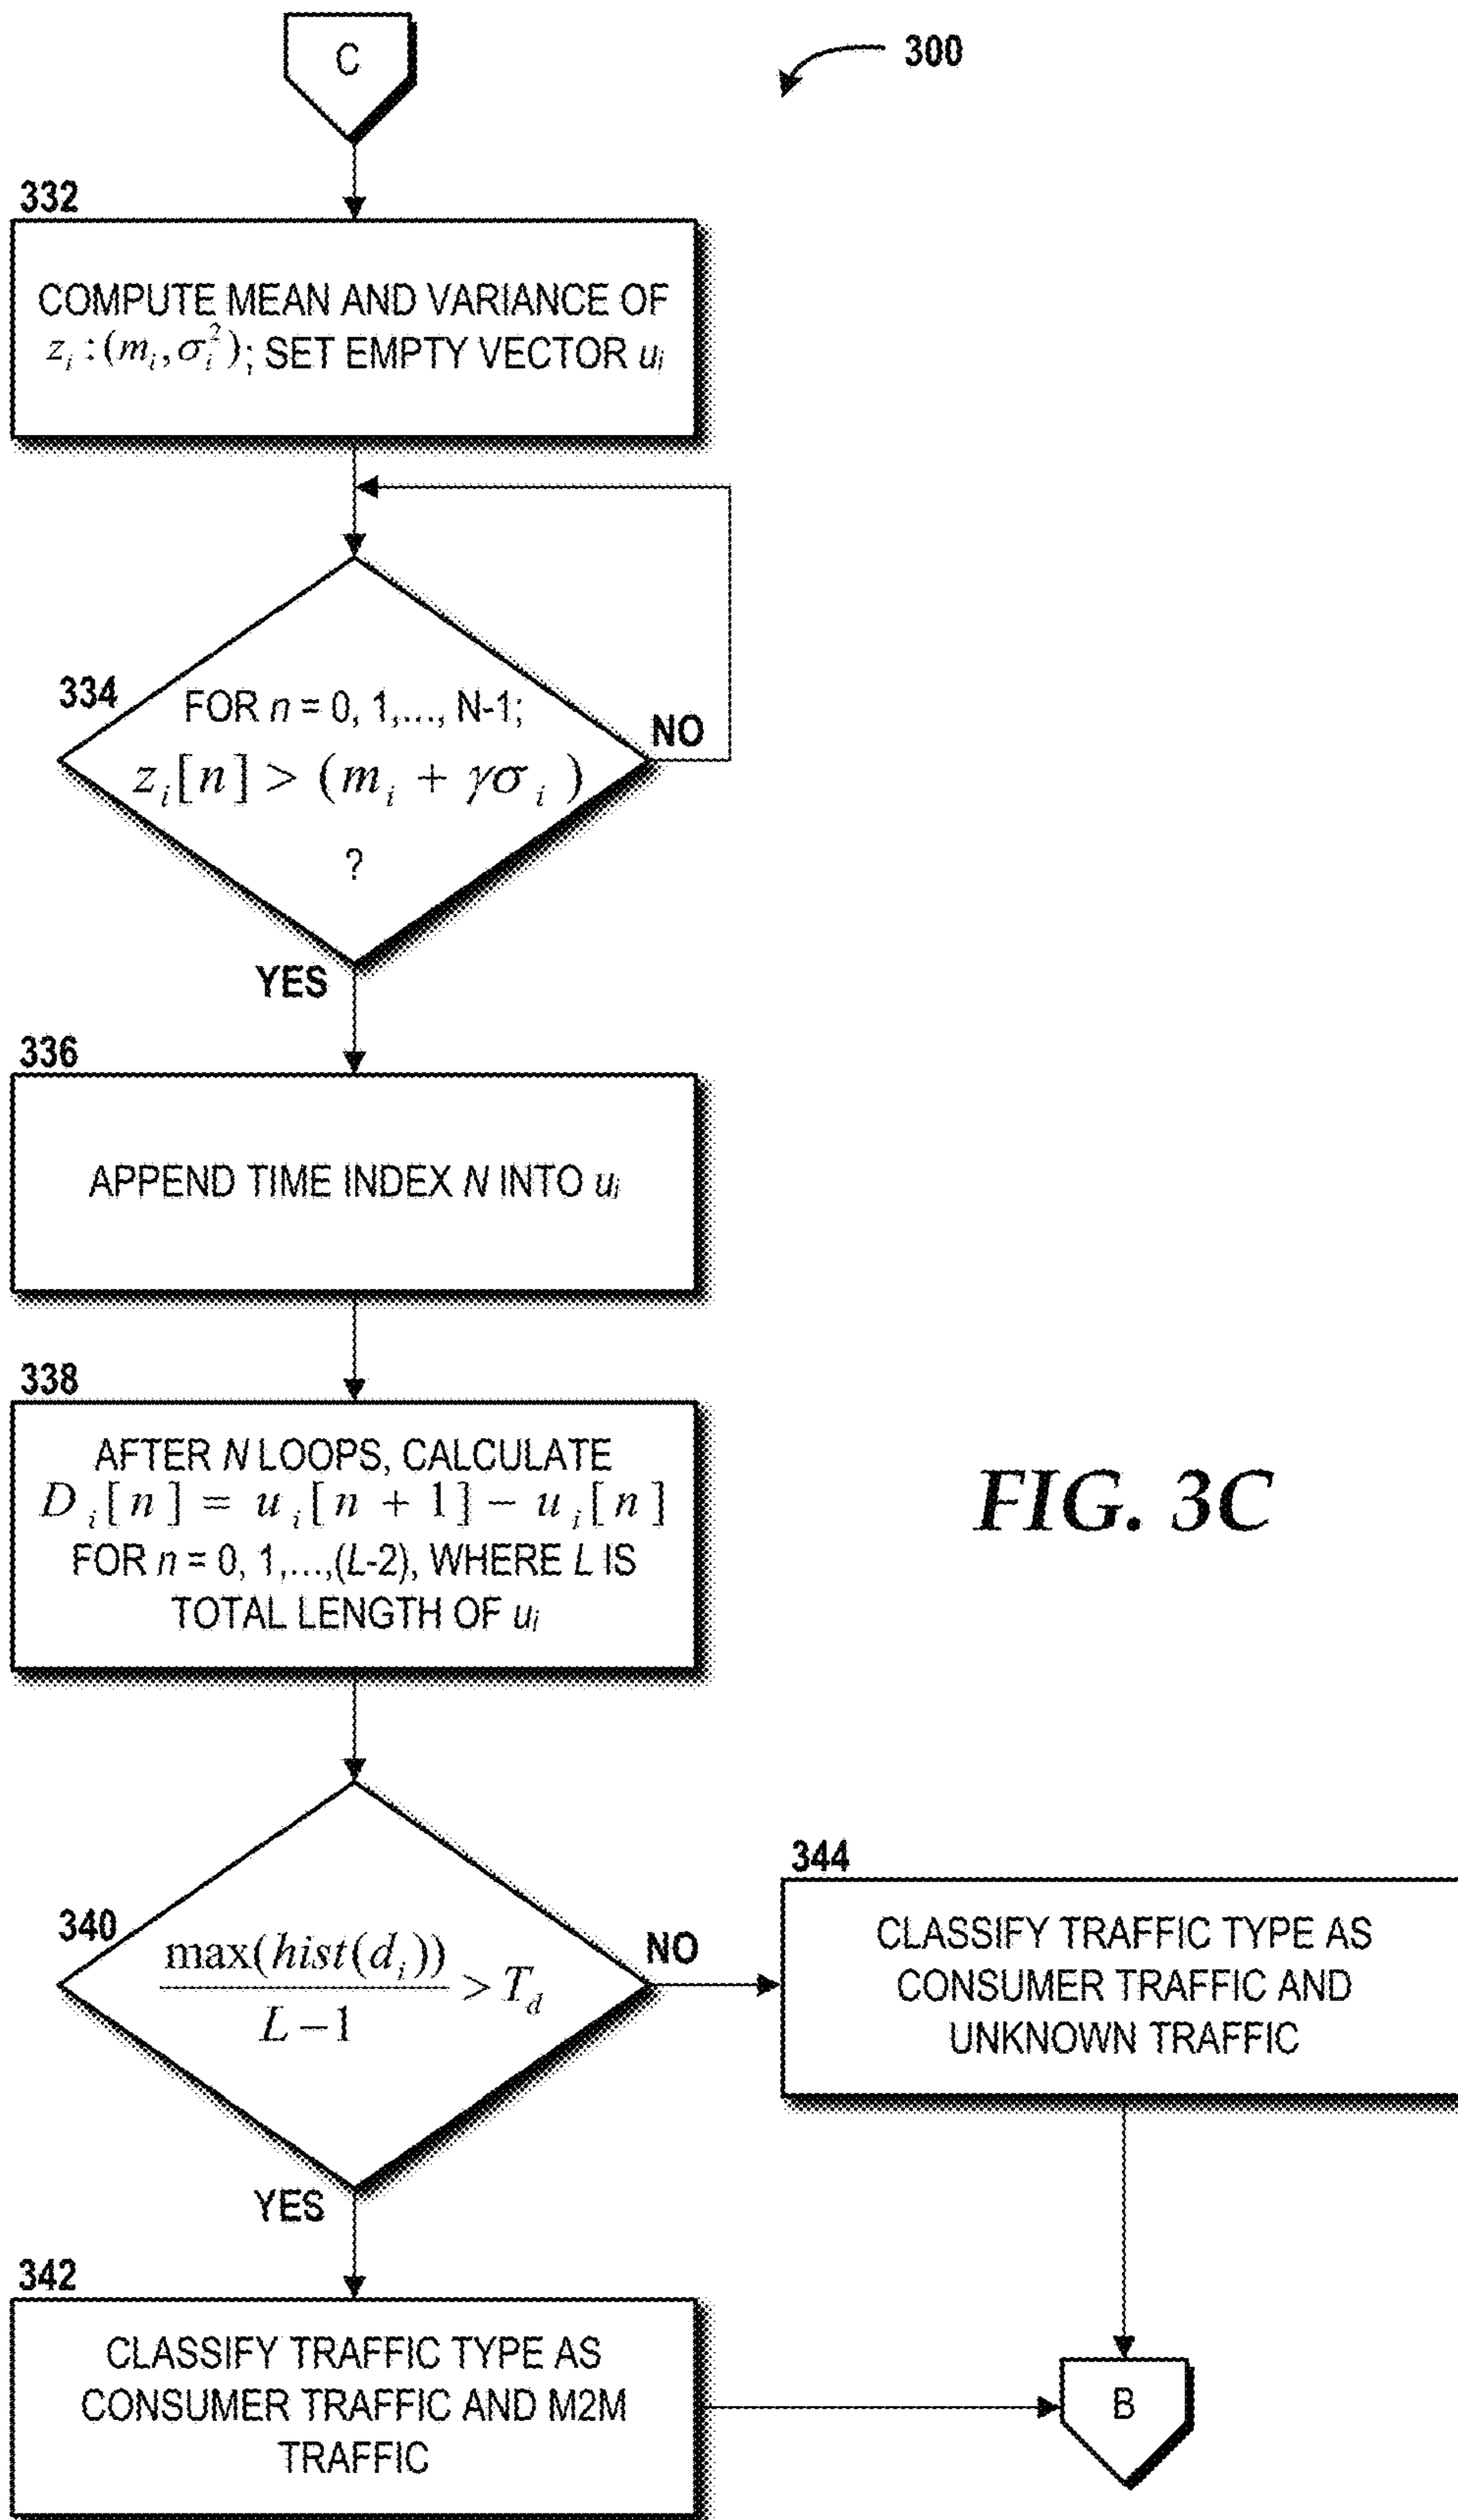 C
300
332
COMPUTE MEAN AND VARIANCE OF
z_i : (m_i, σ_i^2); SET EMPTY VECTOR u_i
334
FOR n = 0, 1,..., N-1;
z_i[n] > (m_i + γσ_i)
?
NO
YES
336
APPEND TIME INDEX N INTO u_i
338
AFTER N LOOPS, CALCULATE
D_i[n] = u_i[n + 1] − u_i[n]
FOR n = 0, 1,...,(L-2), WHERE L IS
TOTAL LENGTH OF u_i
FIG. 3C
340
max(hist(d_i))
L − 1
> T_d
NO
YES
344
CLASSIFY TRAFFIC TYPE AS
CONSUMER TRAFFIC AND
UNKNOWN TRAFFIC
342
CLASSIFY TRAFFIC TYPE AS
CONSUMER TRAFFIC AND M2M
TRAFFIC
B